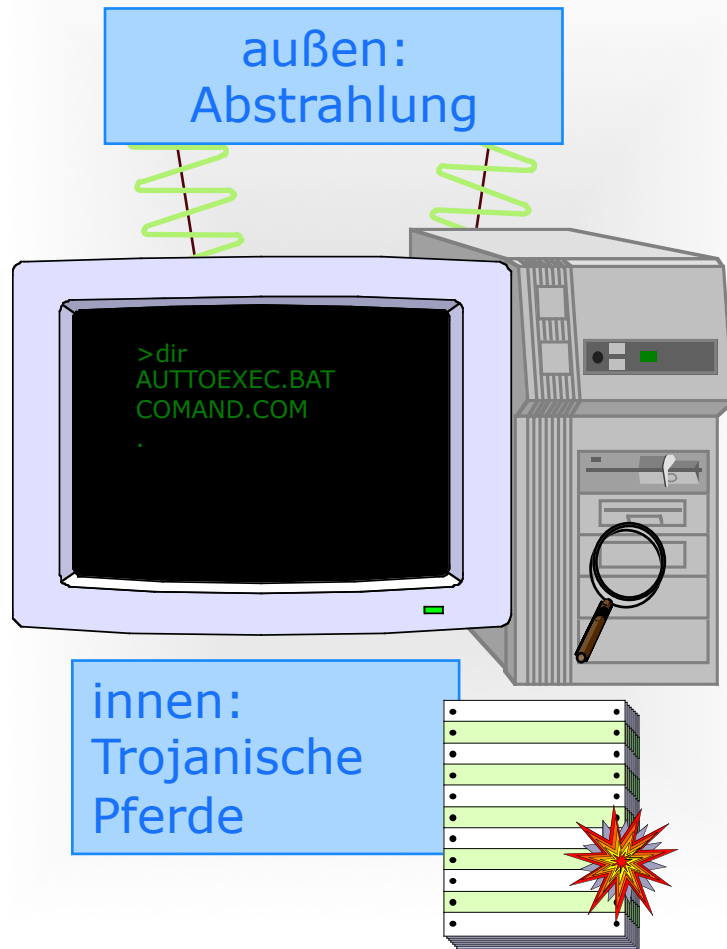 außen:
Abstrahlung
>dir
AUTTOEXEC.BAT
COMAND.COM
.
innen:
Trojanische
Pferde